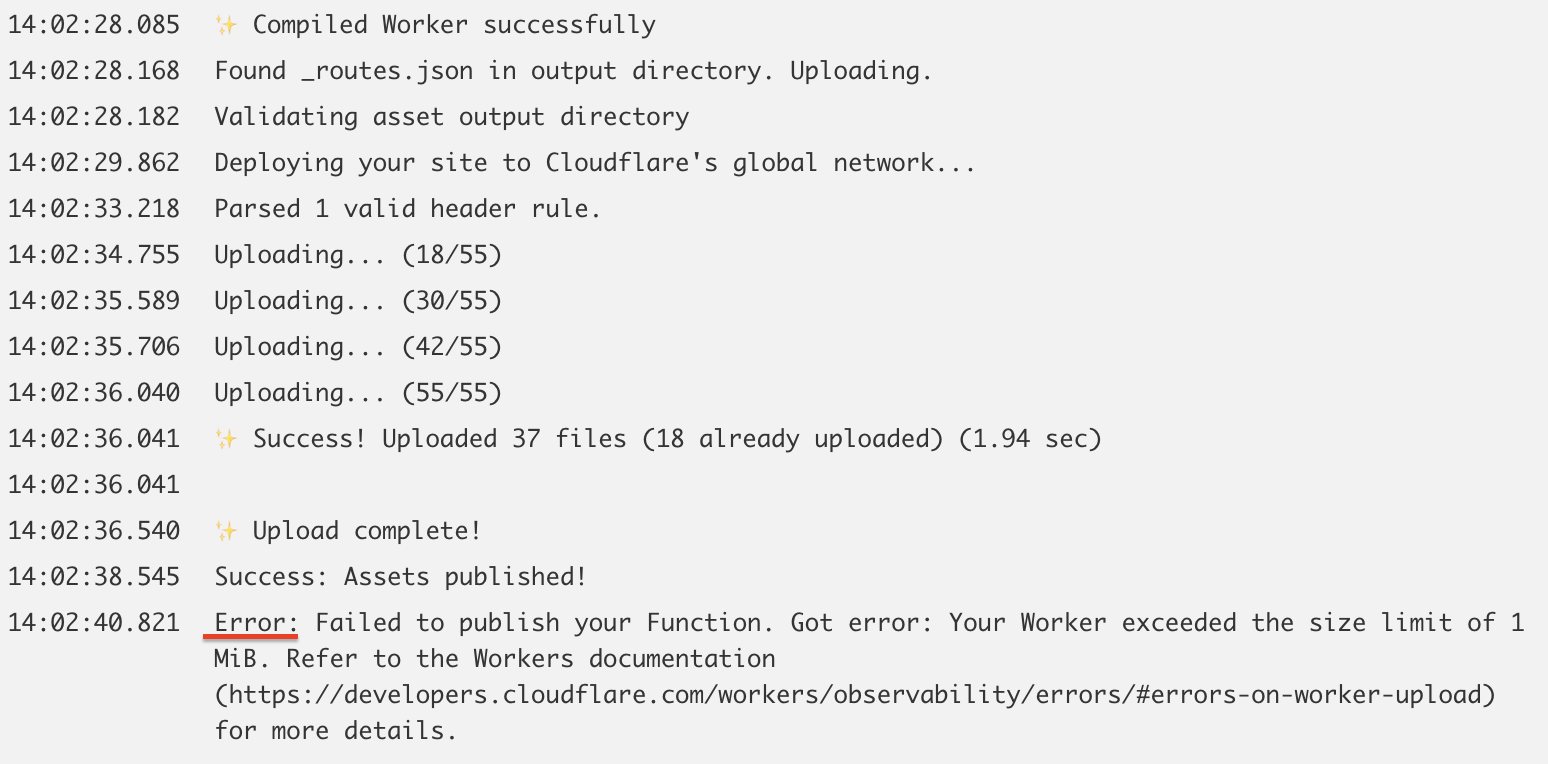 14:02:28.085 ✨ Compiled Worker successfully
14:02:28.168 Found _routes.json in output directory. Uploading.
14:02:28.182 Validating asset output directory
14:02:29.862 Deploying your site to Cloudflare's global network...
14:02:33.218 Parsed 1 valid header rule.
14:02:34.755 Uploading... (18/55)
14:02:35.589 Uploading... (30/55)
14:02:35.706 Uploading... (42/55)
14:02:36.040 Uploading... (55/55)
14:02:36.041 ✨ Success! Uploaded 37 files (18 already uploaded) (1.94 sec)
14:02:36.041
14:02:36.540 ✨ Upload complete!
14:02:38.545 Success: Assets published!
14:02:40.821 Error: Failed to publish your Function. Got error: Your Worker exceeded the size limit of 1
MiB. Refer to the Workers documentation
(https://developers.cloudflare.com/workers/observability/errors/#errors-on-worker-upload)
for more details.